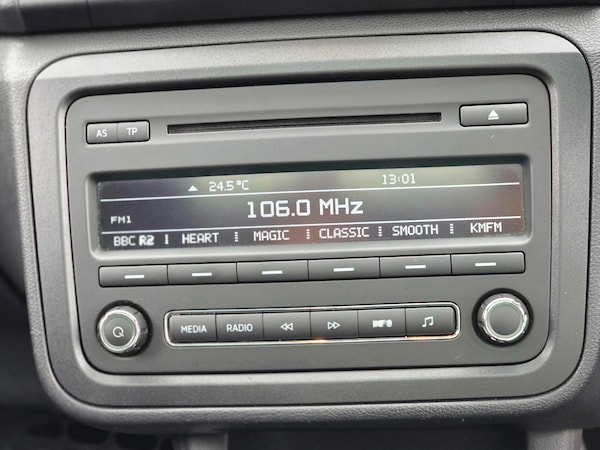 AS TP
24.5°C 13:01
106.0 MHz
FM1
BBC R2 HEART MAGIC CLASSIC SMOOTH KMFM
MEDIA RADIO INFO